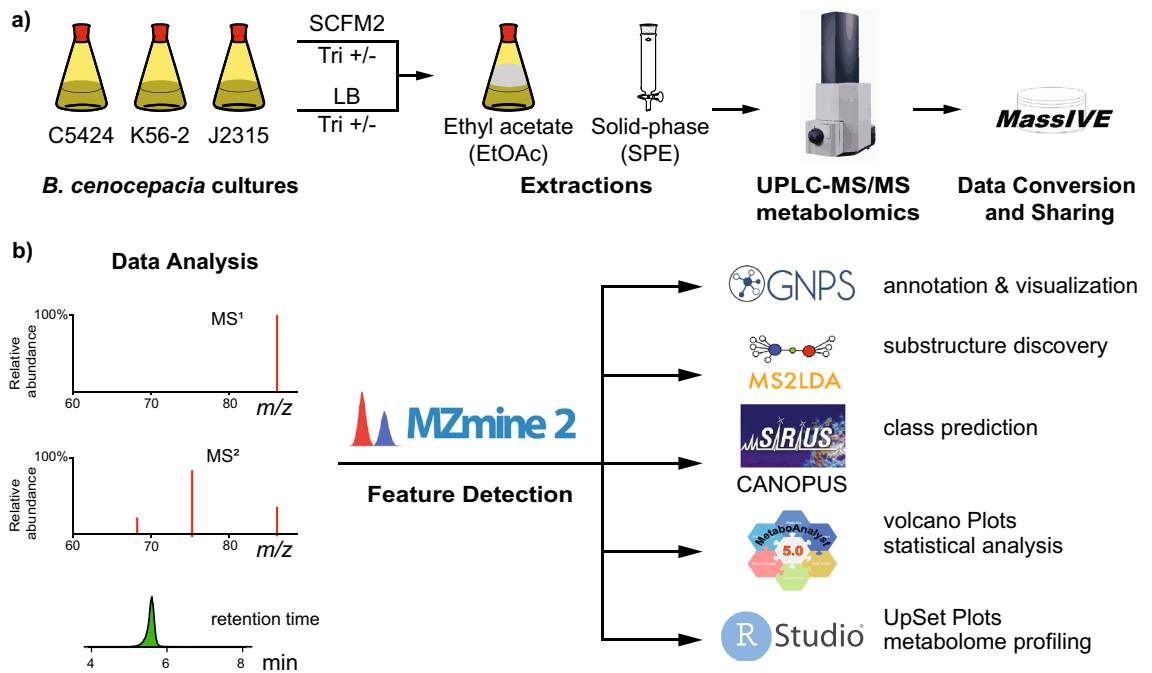 a)
SCFM2
Tri +/-
LB
Tri +/-
C5424
K56-2
J2315
B. cenocepacia cultures
Ethyl acetate
(EtOAc)
Solid-phase
(SPE)
Extractions
UPLC-MS/MS
metabolomics
MassIVE
Data Conversion
and Sharing
b)
Data Analysis
Relative
abundance
100%
MS¹
60
70
80
m/z
Relative
abundance
100%
MS²
60
70
80
m/z
retention time
4
6
8
min
MZmine 2
Feature Detection
GNPS
annotation & visualization
MS2LDA
substructure discovery
SIRIUS
CANOPUS
class prediction
MetaboAnalyst
5.0
volcano Plots
statistical analysis
R Studio®
UpSet Plots
metabolome profiling